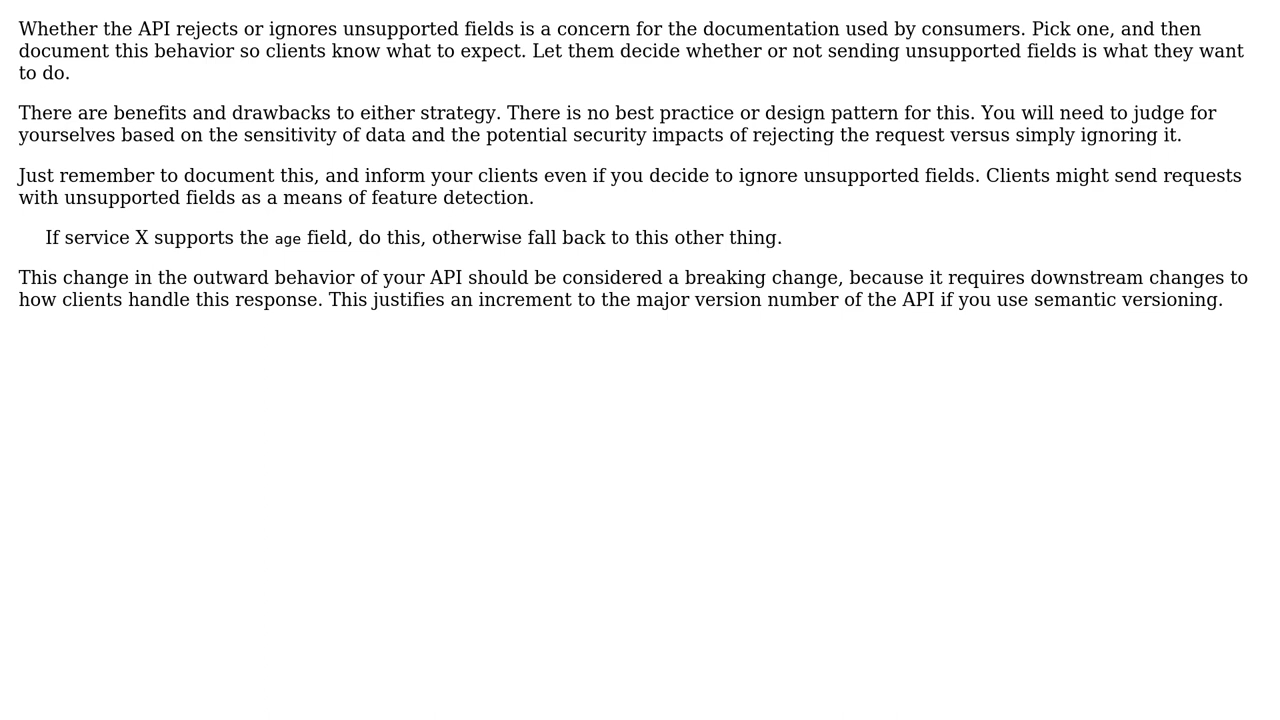 Whether the API rejects or ignores unsupported fields is a concern for the documentation used by consumers. Pick one, and then
document this behavior so clients know what to expect. Let them decide whether or not sending unsupported fields is what they want
to do.
There are benefits and drawbacks to either strategy. There is no best practice or design pattern for this. You will need to judge for
yourselves based on the sensitivity of data and the potential security impacts of rejecting the request versus simply ignoring it.
Just remember to document this, and inform your clients even if you decide to ignore unsupported fields. Clients might send requests
with unsupported fields as a means of feature detection.
If service X supports the age field, do this, otherwise fall back to this other thing.
This change in the outward behavior of your API should be considered a breaking change, because it requires downstream changes to
how clients handle this response. This justifies an increment to the major version number of the API if you use semantic versioning.